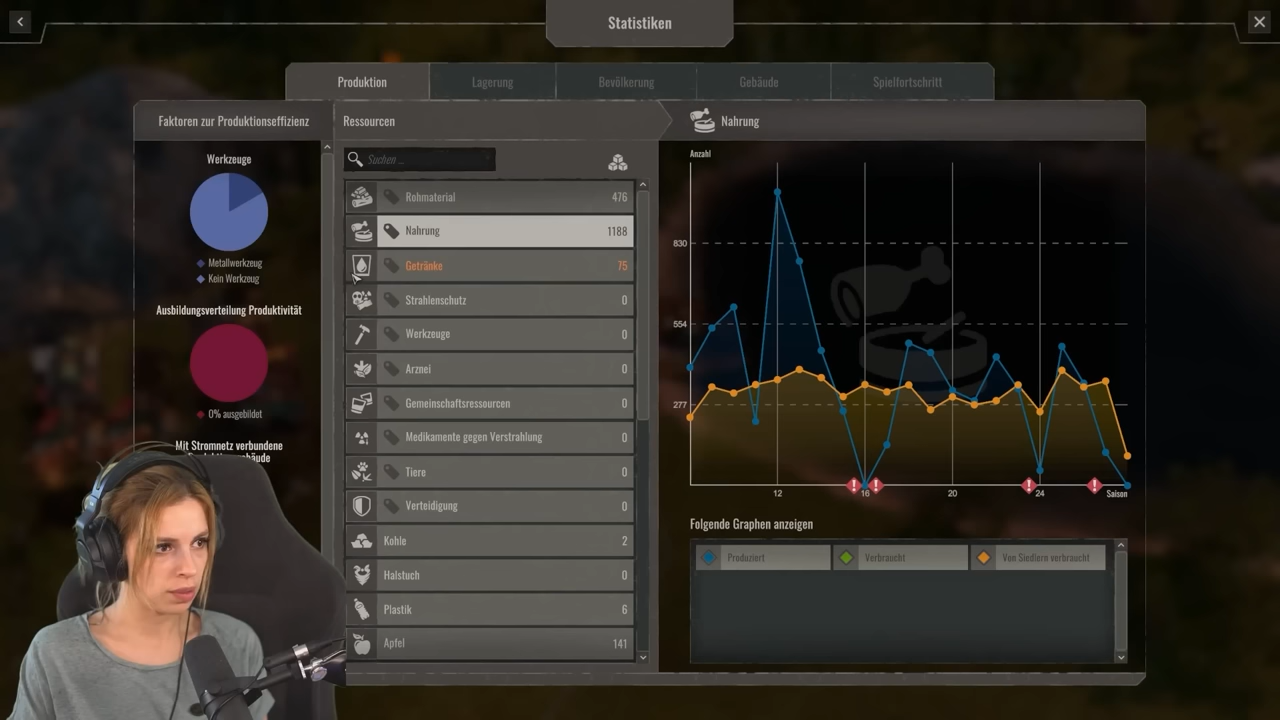 Statistiken
Produktion
Lagerung
Bevölkerung
Gebäude
Spielfortschritt
Faktoren zur Produktionseffizienz
Werkzeuge
Metallwerkzeug
Kein Werkzeug
Ausbildungsverteilung Produktivität
0% ausgebildet
Mit Stromnetz verbundene
Ressourcen
Suchen ...
Rohmaterial 476
Nahrung 1188
Getränke 75
Strahlenschutz 0
Werkzeuge 0
Arznei 0
Gemeinschaftsressourcen 0
Medikamente gegen Verstrahlung 0
Tiere 0
Verteidigung 0
Kohle 2
Halstuch 0
Plastik 6
Apfel 141
Nahrung
Anzahl
830
554
277
12 16 20 24 Saison
Folgende Graphen anzeigen
Produziert
Verbraucht
Von Siedlern verbraucht